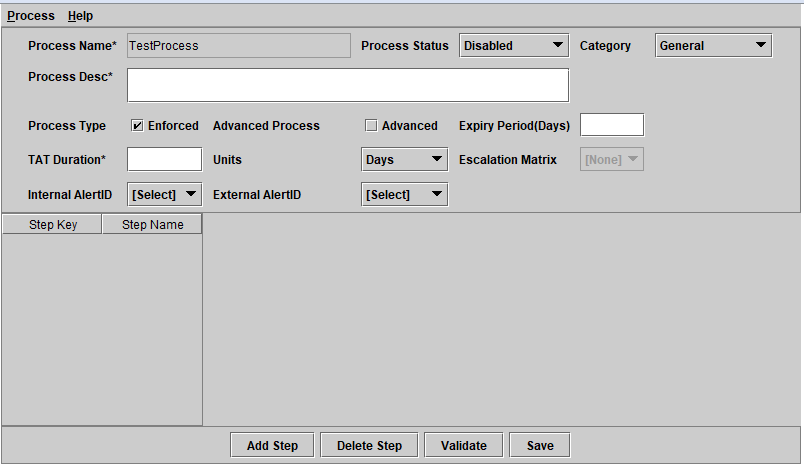 Process Help
Process Name* TestProcess Process Status Disabled Category General
Process Desc*
Process Type Enforced Advanced Process Advanced Expiry Period(Days)
TAT Duration* Units Days Escalation Matrix [None]
Internal AlertID [Select] External AlertID [Select]
Step Key Step Name
Add Step Delete Step Validate Save